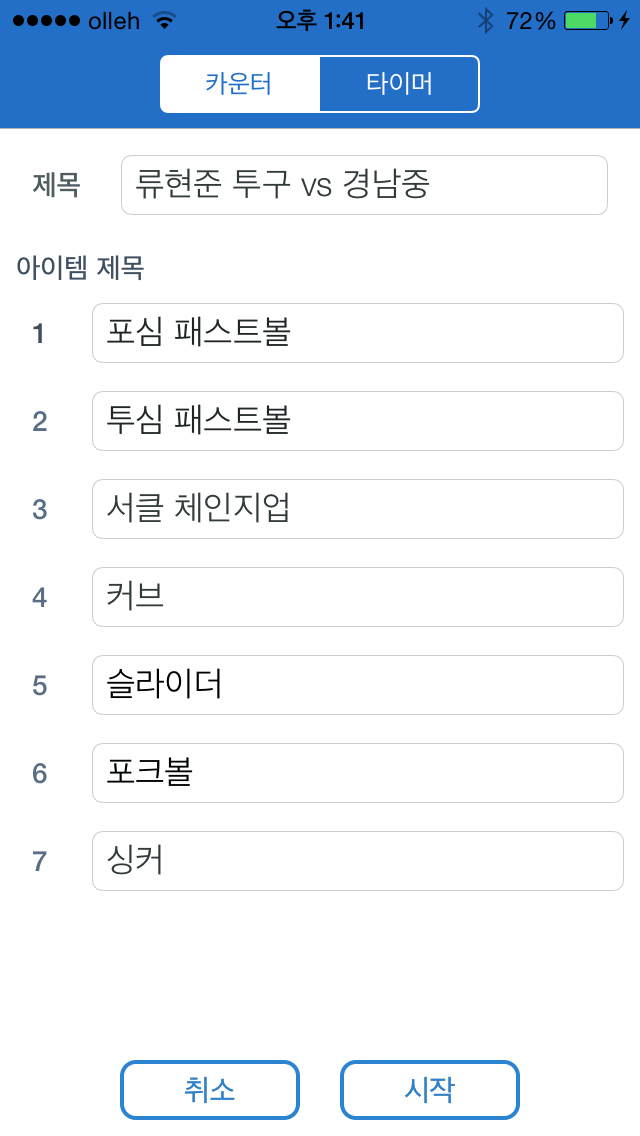 olleh 오후 1:41 72%
카운터 타이머
제목 류현준 투구 vs 경남중
아이템 제목
1 포심 패스트볼
2 투심 패스트볼
3 서클 체인지업
4 커브
5 슬라이더
6 포크볼
7 싱커
취소 시작